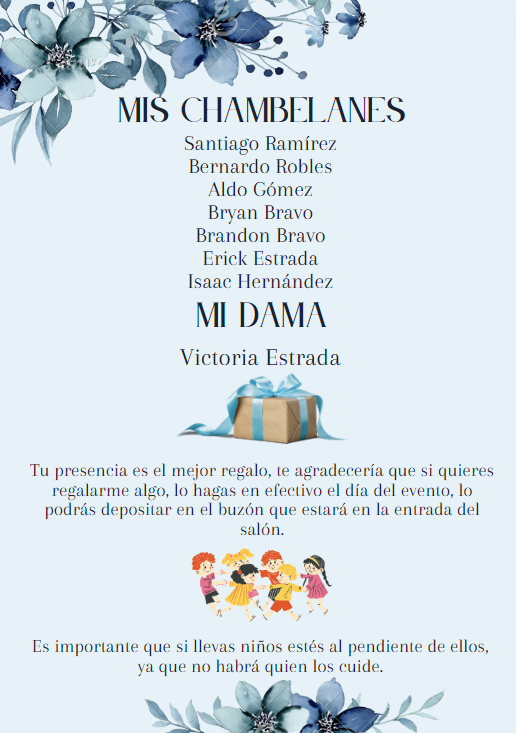 MIS CHAMBELANES
Santiago Ramírez
Bernardo Robles
Aldo Gómez
Bryan Bravo
Brandon Bravo
Erick Estrada
Isaac Hernández
MI DAMA
Victoria Estrada
Tu presencia es el mejor regalo, te agradecería que si quieres
regalarme algo, lo hagas en efectivo el día del evento, lo
podrás depositar en el buzón que estará en la entrada del
salón.
Es importante que si llevas niños estés al pendiente de ellos,
ya que no habrá quien los cuide.